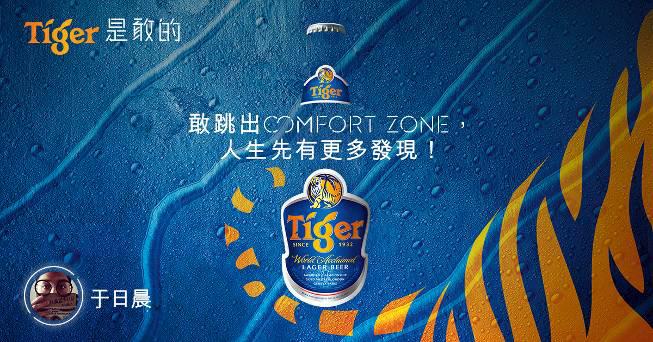 Tiger 是敢的
Tiger
敢跳出COMFORT ZONE，
人生先有更多發現！
Tiger
SINCE 1932
World Acclaimed
LAGER BEER
于日晨